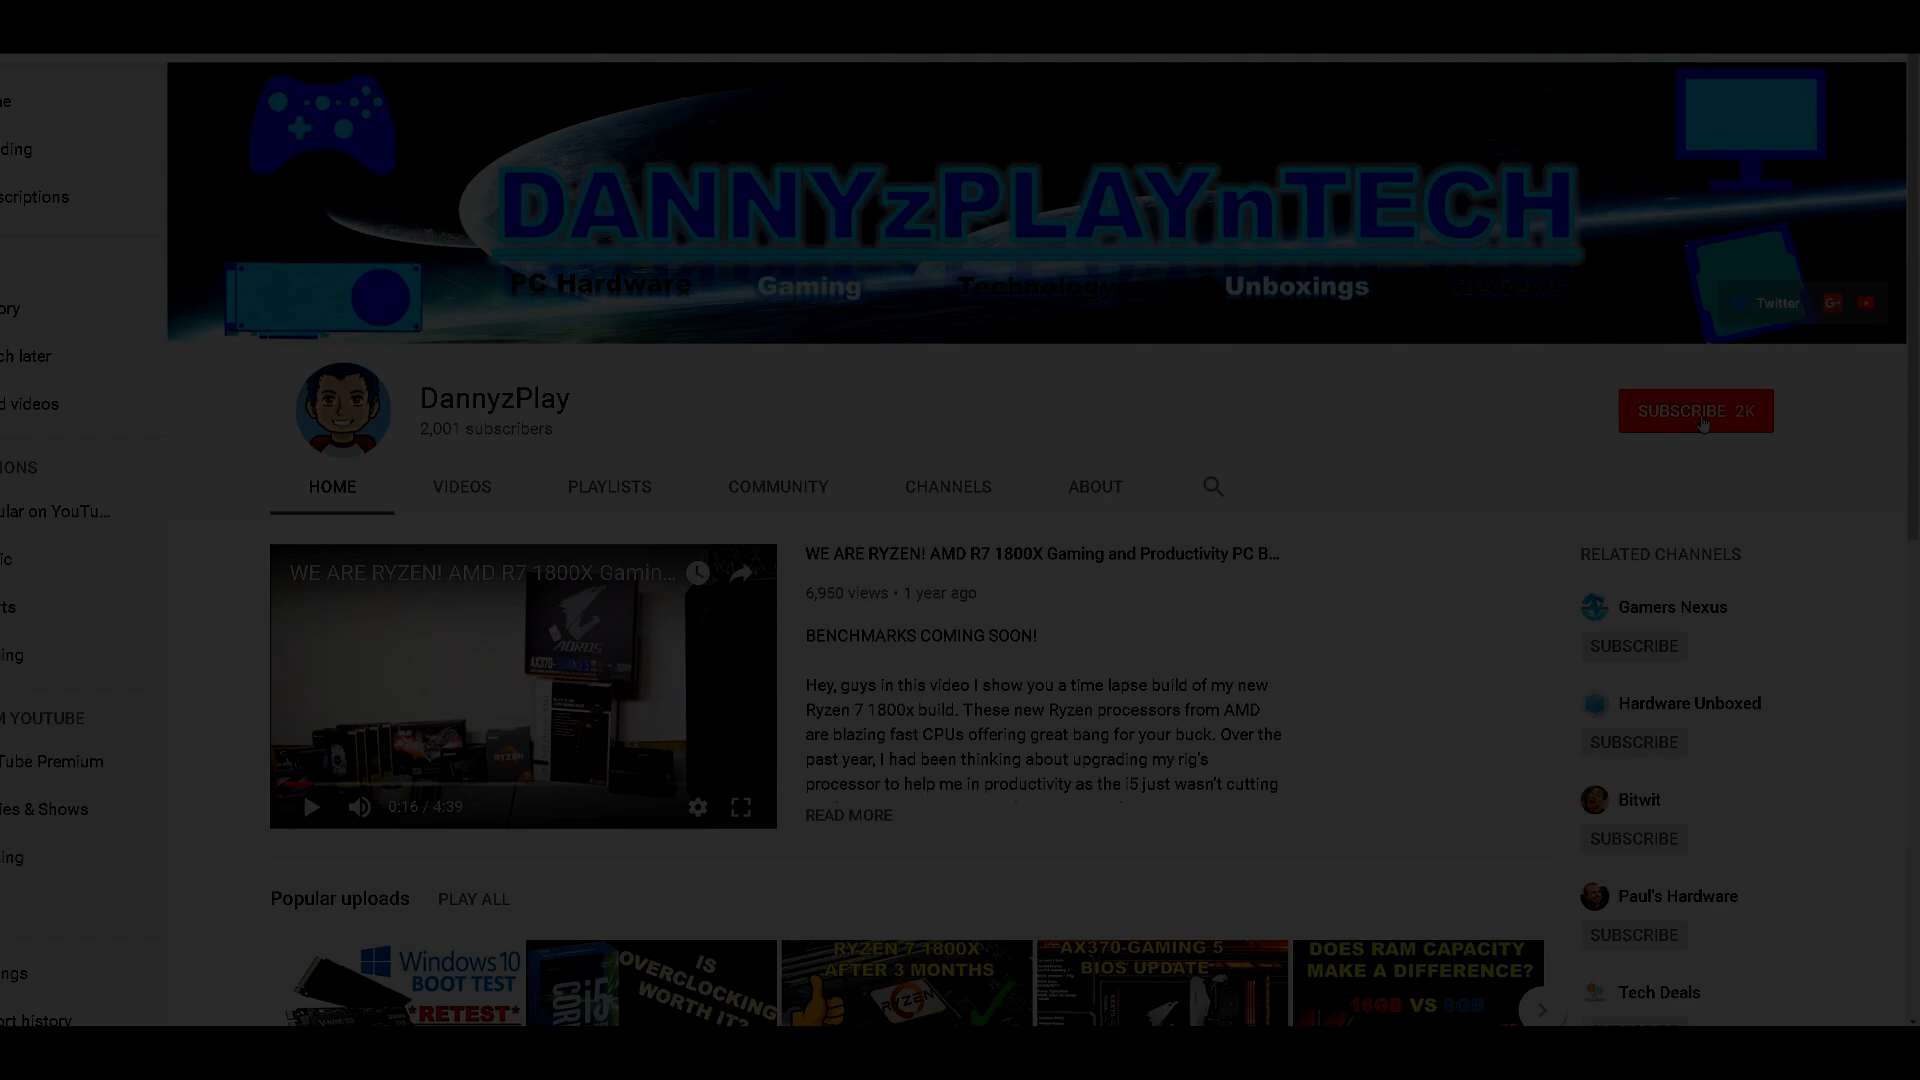 ne
ding
scriptions
ory
ch later
d videos
IONS
ular on YouTu...
ic
rts
ing
M YOUTUBE
Tube Premium
ies & Shows
ing
ngs
ort history
DANNYzPLAYnTECH
PC Hardware Gaming Technology Unboxings Reviews
Twitter
DannyzPlay
2,001 subscribers
SUBSCRIBE 2K
HOME VIDEOS PLAYLISTS COMMUNITY CHANNELS ABOUT
WE ARE RYZEN! AMD R7 1800X Gamin...
AORUS
AX370-
RYZEN
0:16 / 4:39
WE ARE RYZEN! AMD R7 1800X Gaming and Productivity PC B...
6,950 views • 1 year ago
BENCHMARKS COMING SOON!
Hey, guys in this video I show you a time lapse build of my new
Ryzen 7 1800x build. These new Ryzen processors from AMD
are blazing fast CPUs offering great bang for your buck. Over the
past year, I had been thinking about upgrading my rig's
processor to help me in productivity as the i5 just wasn't cutting
READ MORE
RELATED CHANNELS
Gamers Nexus
SUBSCRIBE
Hardware Unboxed
SUBSCRIBE
Bitwit
SUBSCRIBE
Paul's Hardware
SUBSCRIBE
Tech Deals
Popular uploads PLAY ALL
Windows 10
BOOT TEST
*RETEST*
CORE i5
IS
OVERCLOCKING
WORTH IT?
RYZEN 7 1800X
AFTER 3 MONTHS
RYZEN
AX370-GAMING 5
BIOS UPDATE
DOES RAM CAPACITY
MAKE A DIFFERENCE?
16GB VS 8GB